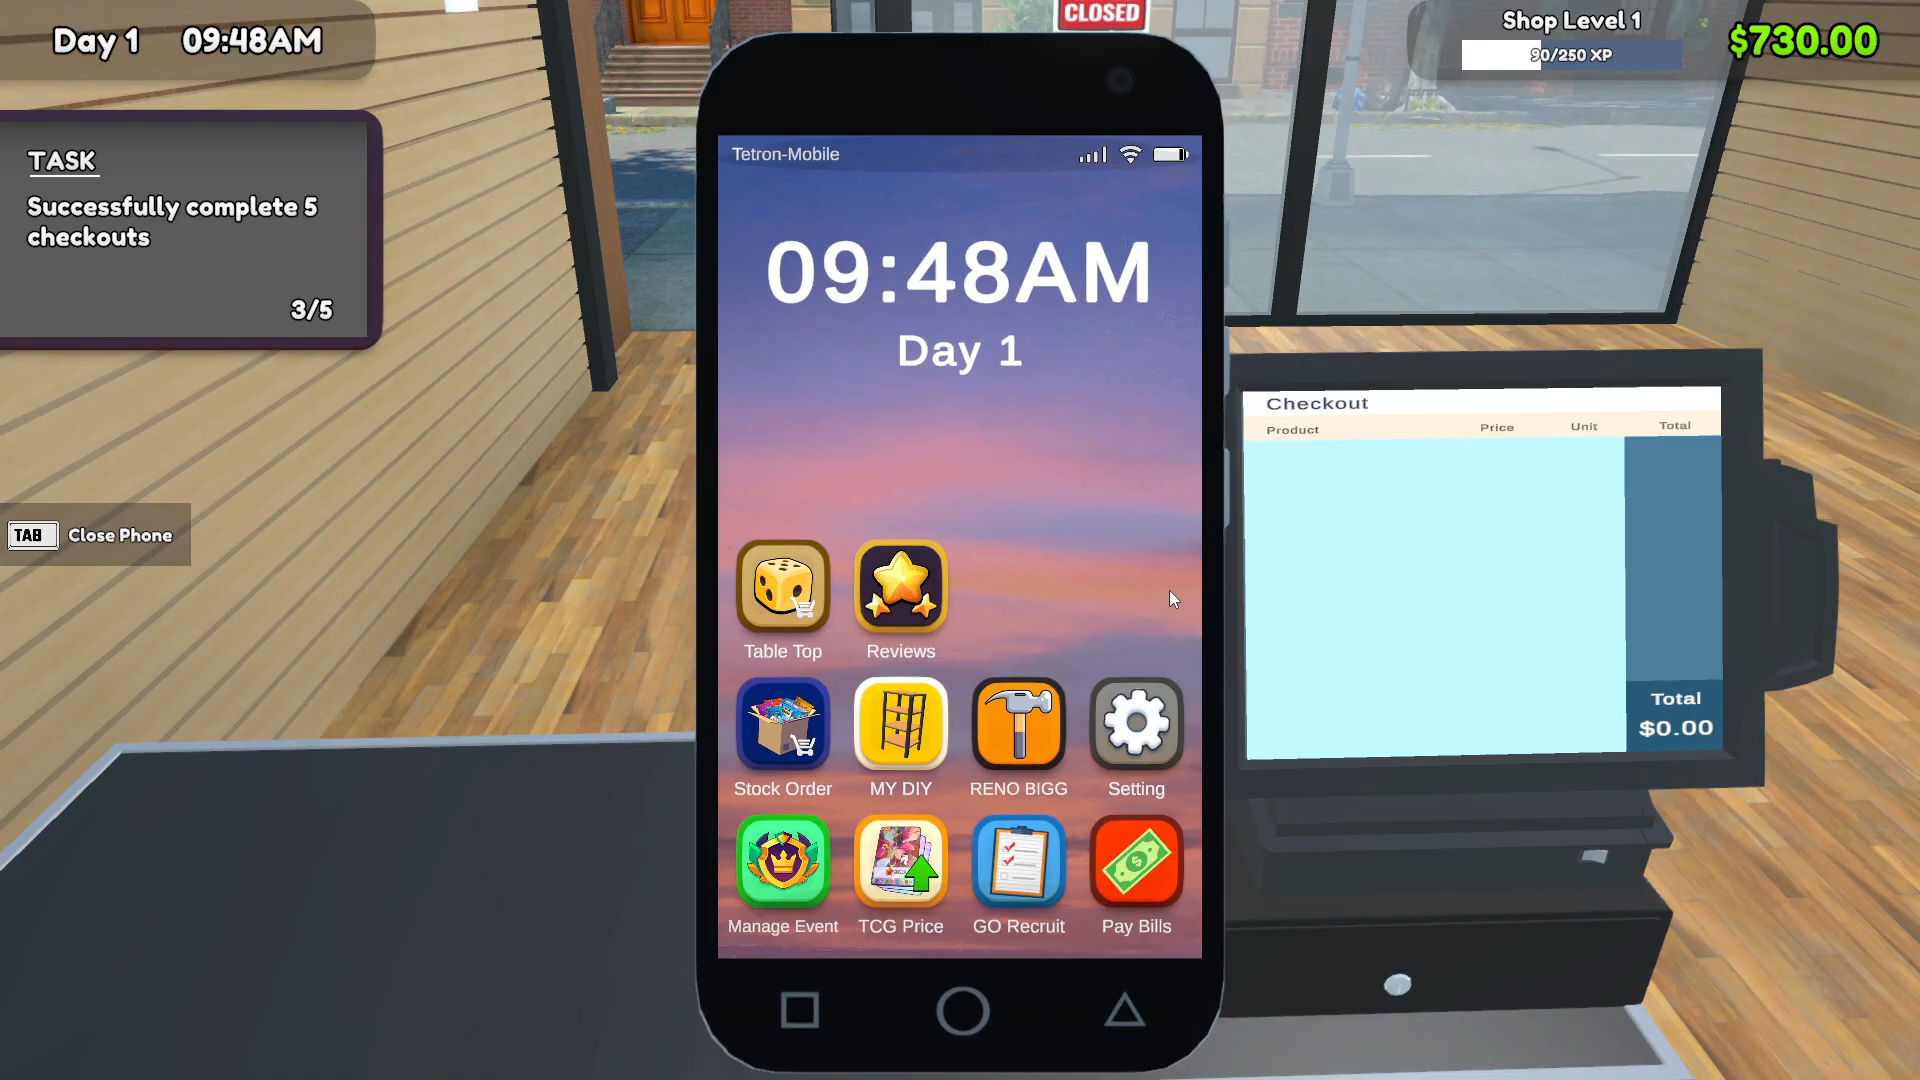 Day 1 09:48AM
CLOSED
Shop Level 1
90/250 XP
$730.00
TASK
Successfully complete 5
checkouts
3/5
TAB Close Phone
Tetron-Mobile
09:48AM
Day 1
Table Top
Reviews
Stock Order
MY DIY
RENO BIGG
Setting
Manage Event
TCG Price
GO Recruit
Pay Bills
Checkout
Product Price Unit Total
Total
$0.00